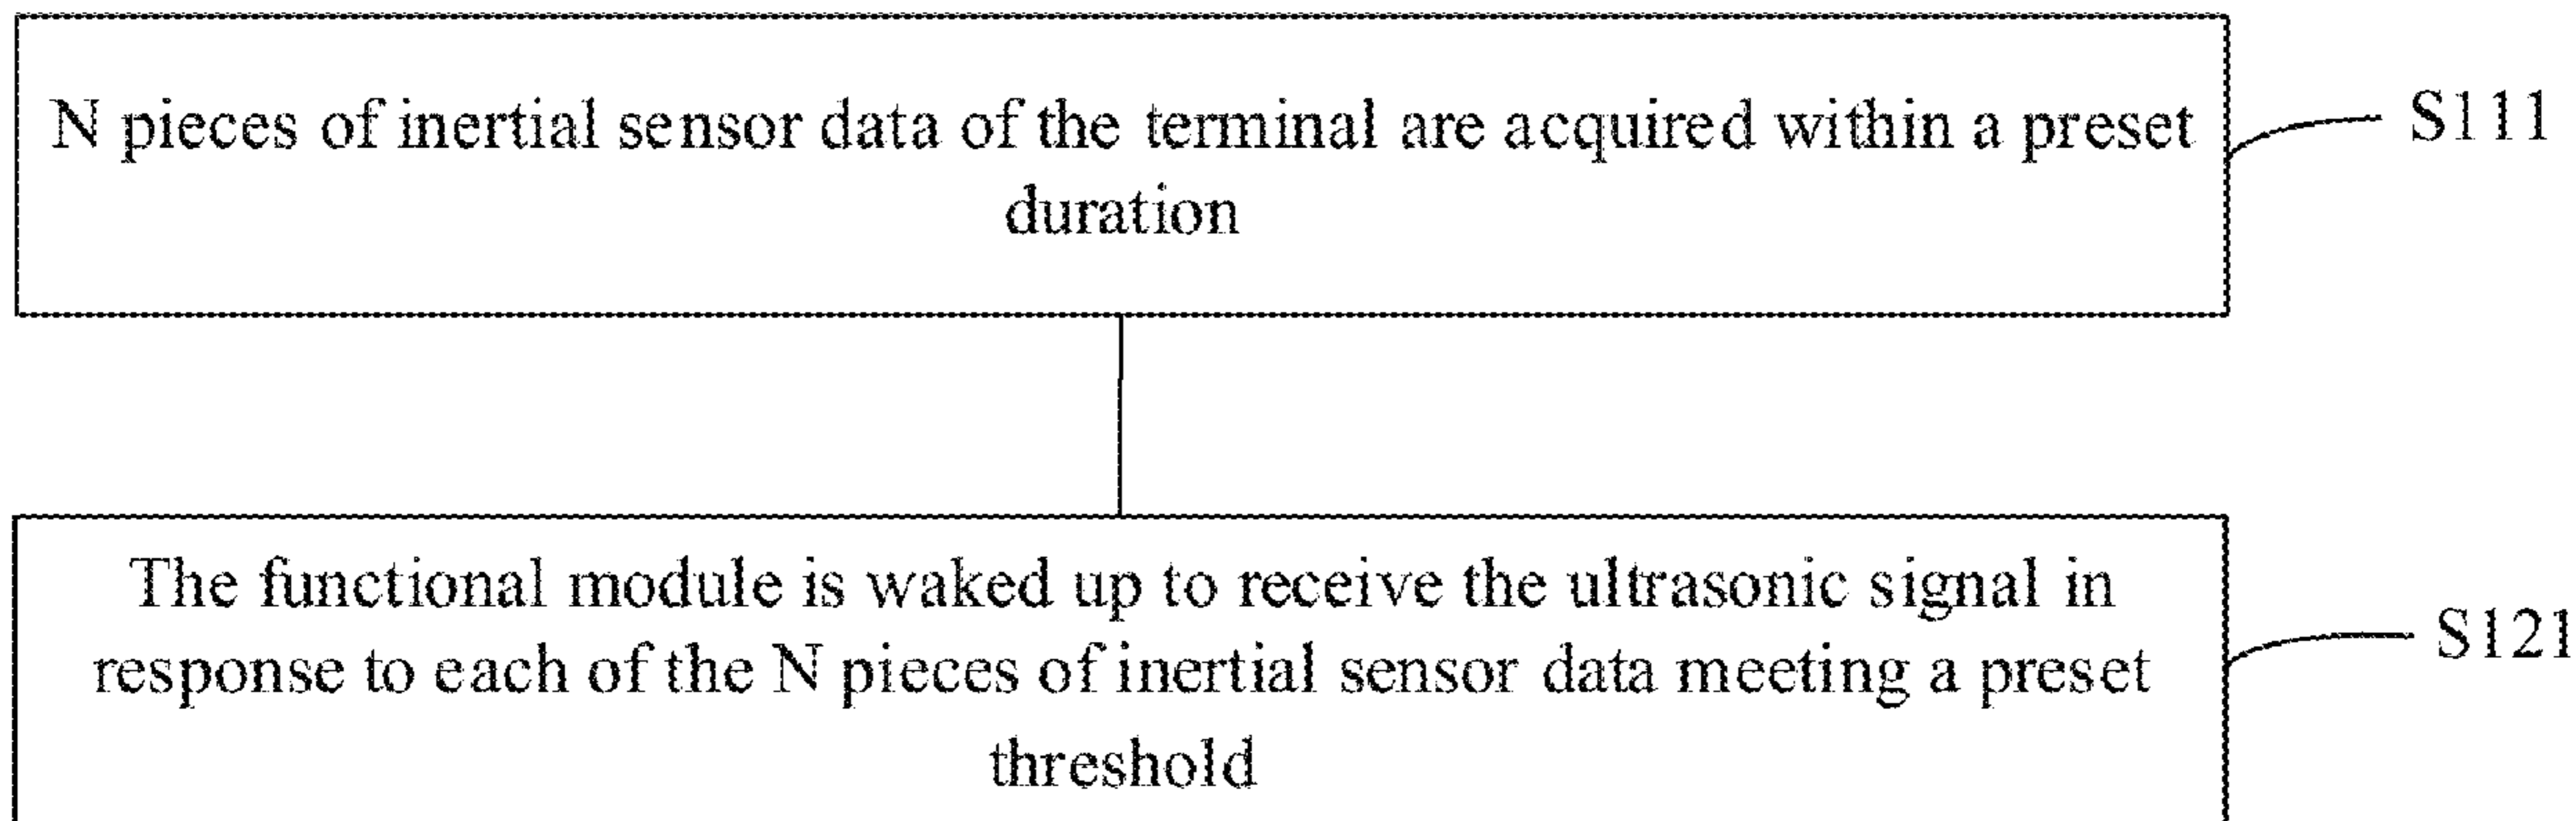 N pieces of inertial sensor data of the terminal are acquired within a preset
duration
S111
The functional module is waked up to receive the ultrasonic signal in
response to each of the N pieces of inertial sensor data meeting a preset
threshold
S121